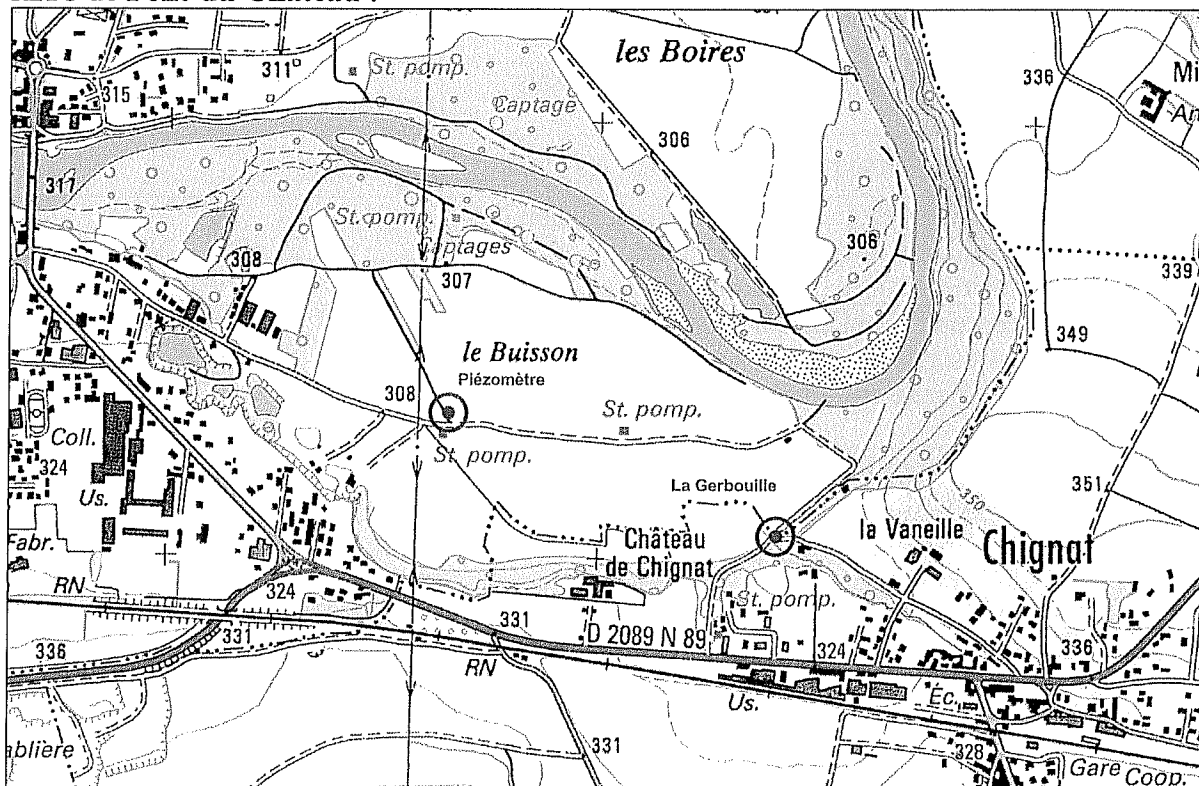 les Boires
336
Mi
311
St. pomp.
315
Captage
306
317
St. pomp.
Captages
308
306
307
339
le Buisson
349
Piézomètre
308
St. pomp.
St. pomp.
Coll.
324
Us.
La Gerbouille
350
351
la Vaneille
Chignat
Château
de Chignat
Fabr.
RN
324
St. pomp.
331
331
D 2089 N 89
324
336
336
RN
Us.
Éc.
ablière
331
328
Gare
Coop.